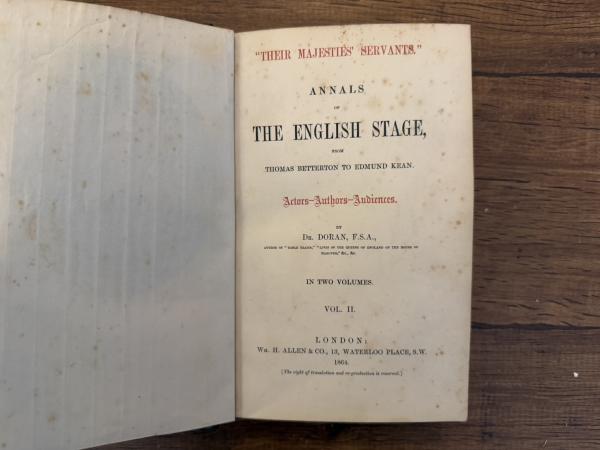 "THEIR MAJESTIES' SERVANTS."
ANNALS
OF
THE ENGLISH STAGE,
FROM
THOMAS BETTERTON TO EDMUND KEAN.
Actors—Authors—Audiences.
BY
DR. DORAN, F.S.A.,
AUTHOR OF "TABLE TRAITS," "LIVES OF THE QUEENS OF ENGLAND OF THE HOUSE OF
HANOVER," &c., &c.
IN TWO VOLUMES.
VOL. II.
LONDON:
WM. H. ALLEN & CO., 13, WATERLOO PLACE, S.W.
1864.
[The right of translation and re-production is reserved.]